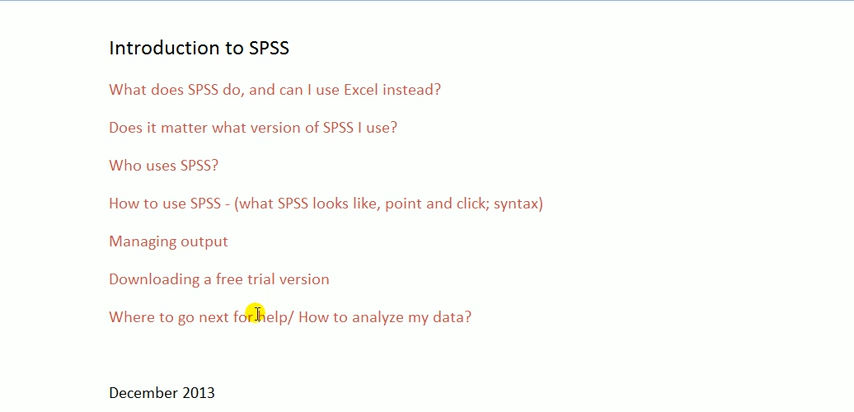 Introduction to SPSS
What does SPSS do, and can I use Excel instead?
Does it matter what version of SPSS I use?
Who uses SPSS?
How to use SPSS - (what SPSS looks like, point and click; syntax)
Managing output
Downloading a free trial version
Where to go next for help/ How to analyze my data?
December 2013